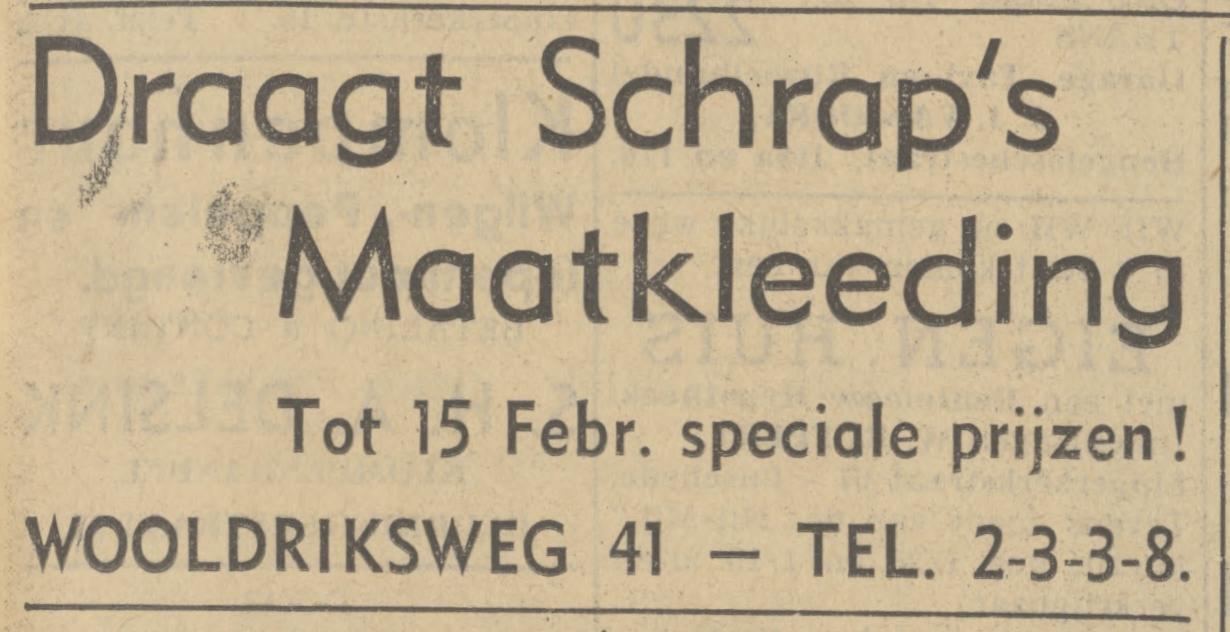 Draagt Schrap's
Maatkleeding
Tot 15 Febr. speciale prijzen!
WOOLDRIKSWEG 41 — TEL. 2-3-3-8.